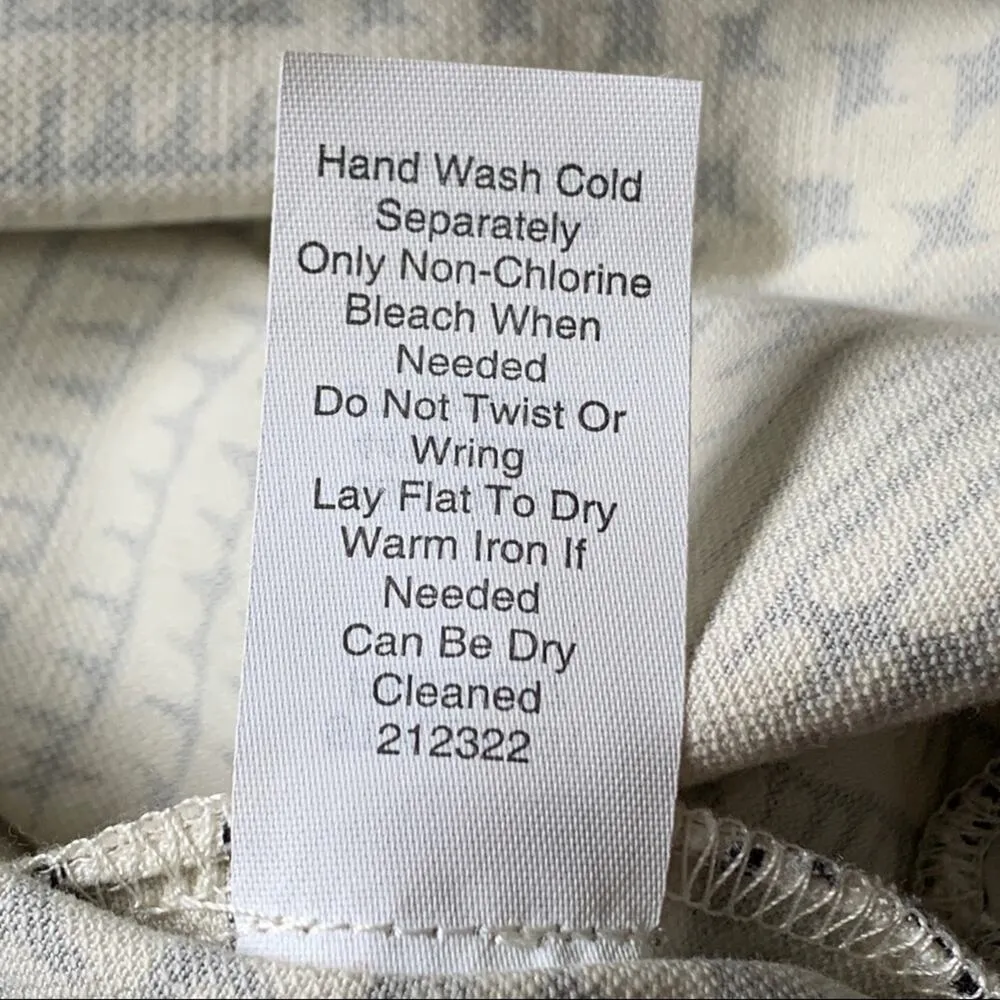 Hand Wash Cold
Separately
Only Non-Chlorine
Bleach When
Needed
Do Not Twist Or
Wring
Lay Flat To Dry
Warm Iron If
Needed
Can Be Dry
Cleaned
212322